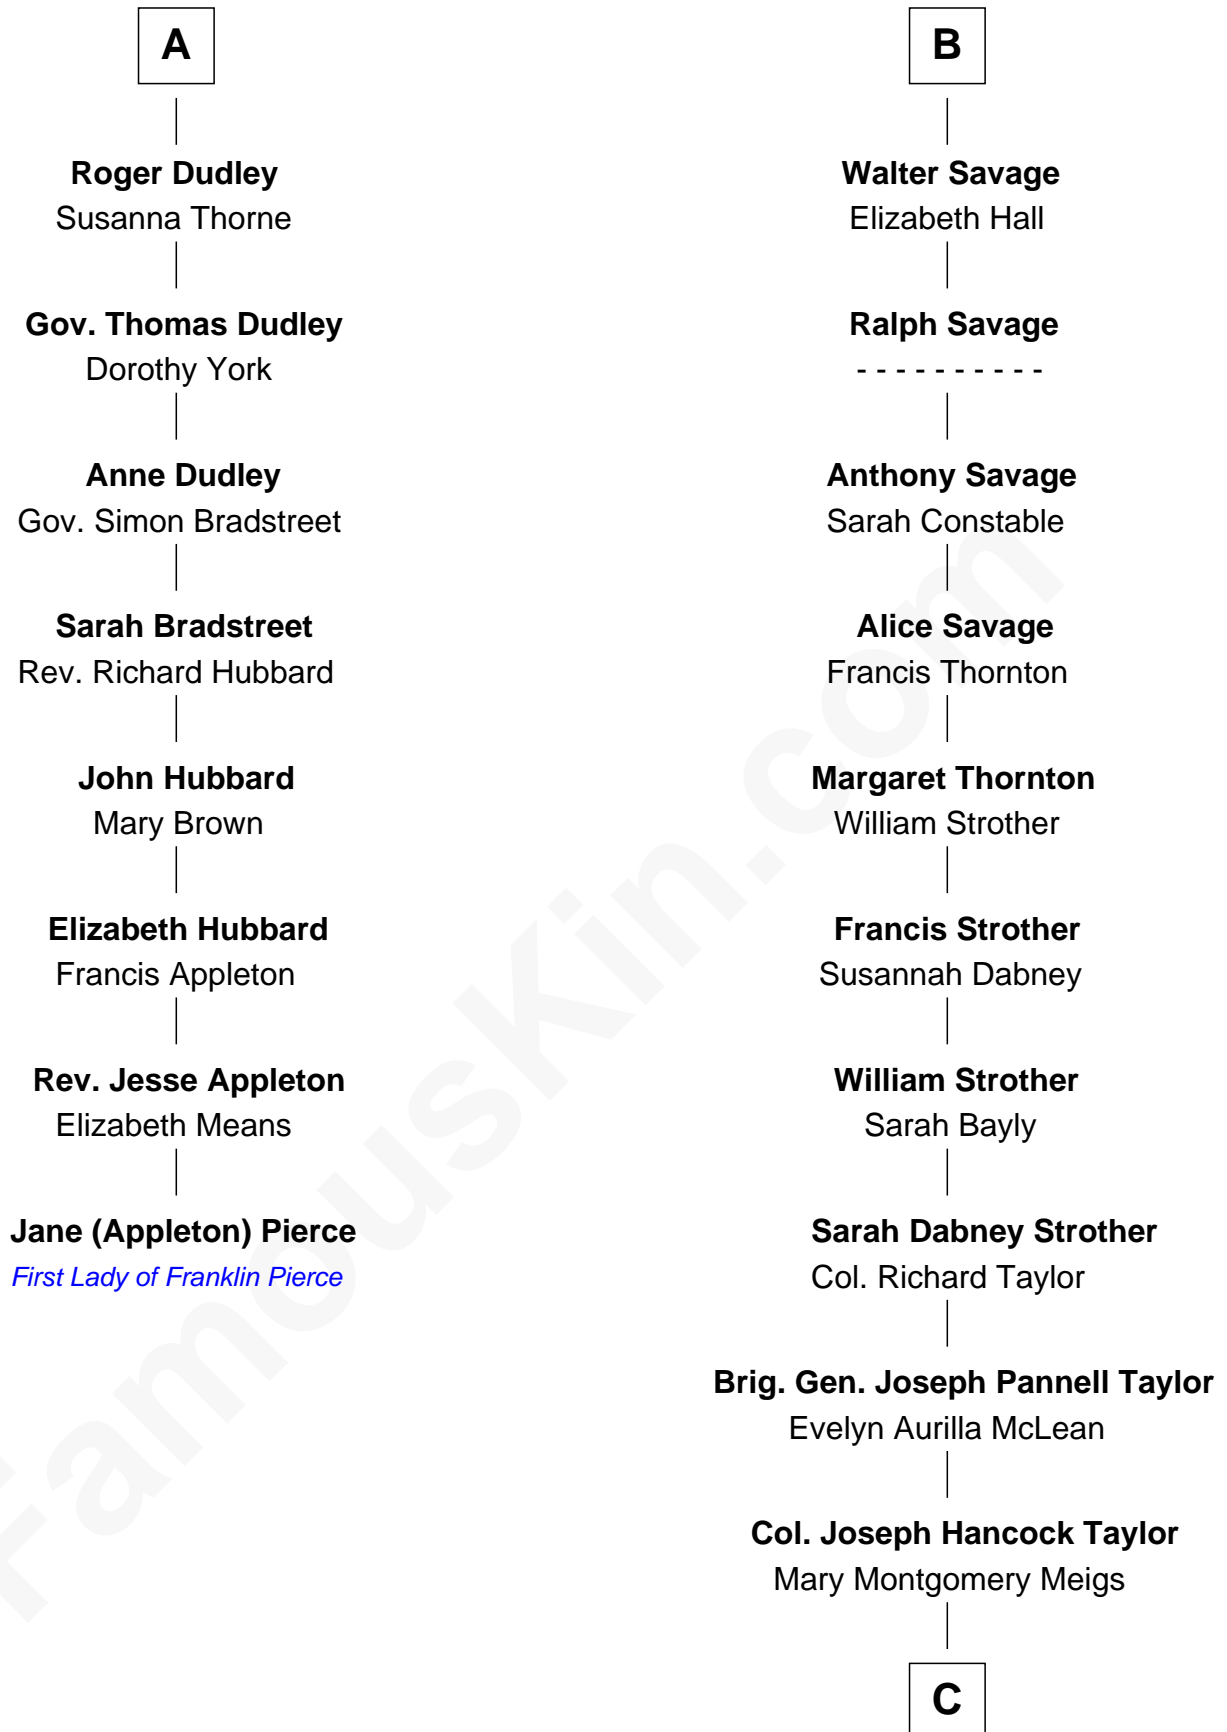 A
Roger Dudley
Susanna Thorne
Gov. Thomas Dudley
Dorothy York
Anne Dudley
Gov. Simon Bradstreet
Sarah Bradstreet
Rev. Richard Hubbard
John Hubbard
Mary Brown
Elizabeth Hubbard
Francis Appleton
Rev. Jesse Appleton
Elizabeth Means
Jane (Appleton) Pierce
First Lady of Franklin Pierce
B
Walter Savage
Elizabeth Hall
Ralph Savage
- - - - - - - - - -
Anthony Savage
Sarah Constable
Alice Savage
Francis Thornton
Margaret Thornton
William Strother
Francis Strother
Susannah Dabney
William Strother
Sarah Bayly
Sarah Dabney Strother
Col. Richard Taylor
Brig. Gen. Joseph Pannell Taylor
Evelyn Aurilla McLean
Col. Joseph Hancock Taylor
Mary Montgomery Meigs
C
FamousKin.com